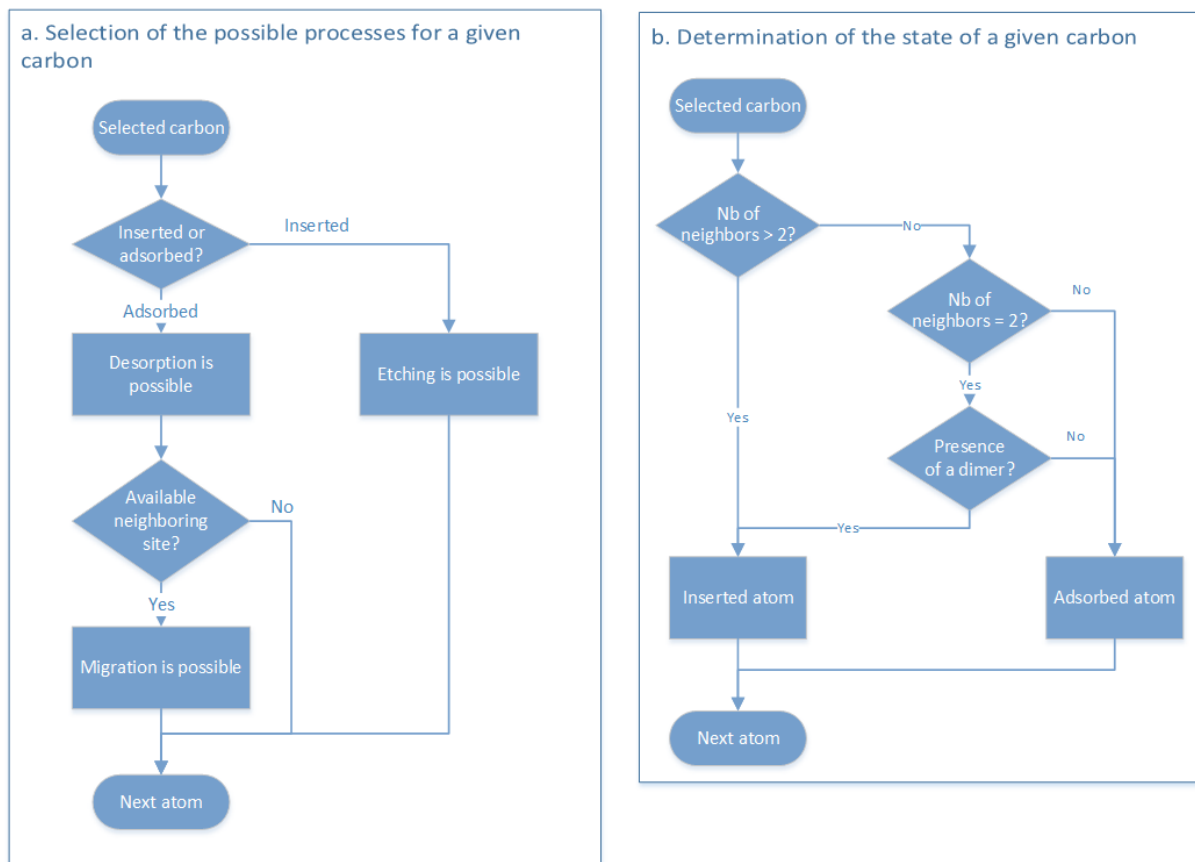 a. Selection of the possible processes for a given
carbon
Selected carbon
Inserted or
adsorbed?
Inserted
Adsorbed
Desorption is
possible
Etching is possible
Available
neighboring
site?
No
Yes
Migration is possible
Next atom
b. Determination of the state of a given carbon
Selected carbon
Nb of
neighbors > 2?
No
Nb of
neighbors = 2?
No
Yes
Yes
Presence
of a dimer?
No
Yes
Inserted atom
Adsorbed atom
Next atom